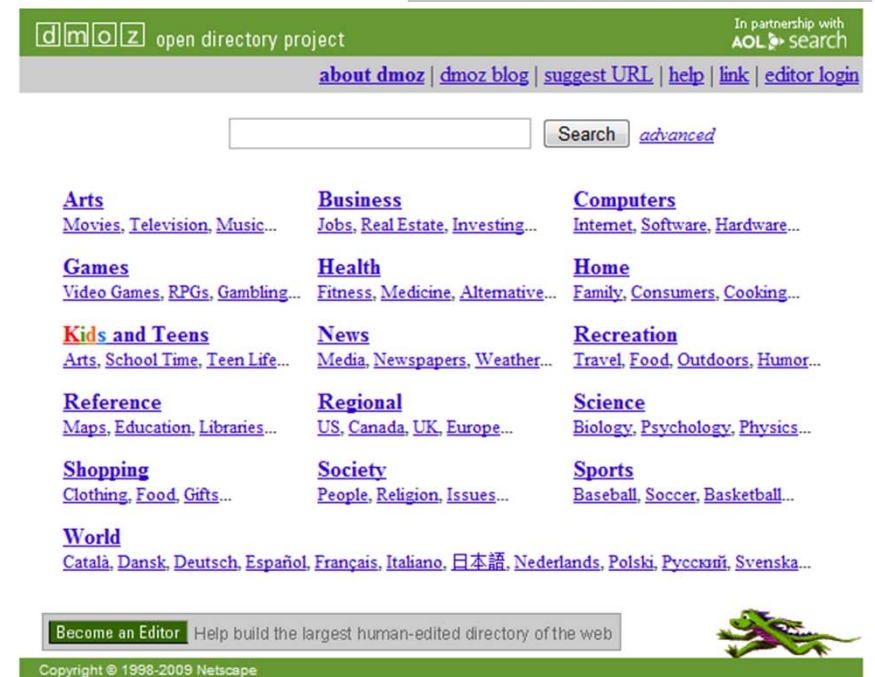 dmoz open directory project
In partnership with
AOL search
about dmoz | dmoz blog | suggest URL | help | link | editor login
Search advanced
Arts
Movies, Television, Music...
Business
Jobs, Real Estate, Investing...
Computers
Internet, Software, Hardware...
Games
Video Games, RPGs, Gambling...
Health
Fitness, Medicine, Alternative...
Home
Family, Consumers, Cooking...
Kids and Teens
Arts, School Time, Teen Life...
News
Media, Newspapers, Weather...
Recreation
Travel, Food, Outdoors, Humor...
Reference
Maps, Education, Libraries...
Regional
US, Canada, UK, Europe...
Science
Biology, Psychology, Physics...
Shopping
Clothing, Food, Gifts...
Society
People, Religion, Issues...
Sports
Baseball, Soccer, Basketball...
World
Català, Dansk, Deutsch, Español, Français, Italiano, 日本語, Nederlands, Polski, Русский, Svenska...
Become an Editor Help build the largest human-edited directory of the web
Copyright © 1998-2009 Netscape